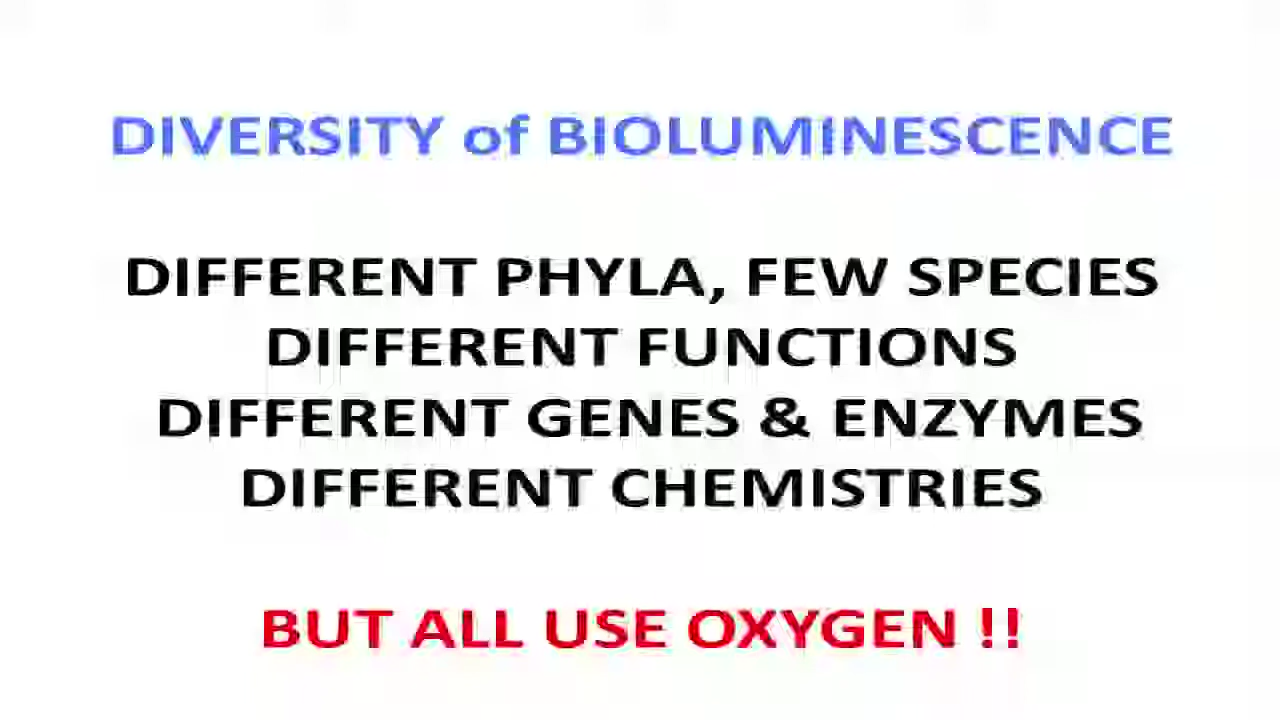 DIVERSITY of BIOLUMINESCENCE
DIFFERENT PHYLA, FEW SPECIES
DIFFERENT FUNCTIONS
DIFFERENT GENES & ENZYMES
DIFFERENT CHEMISTRIES
BUT ALL USE OXYGEN !!